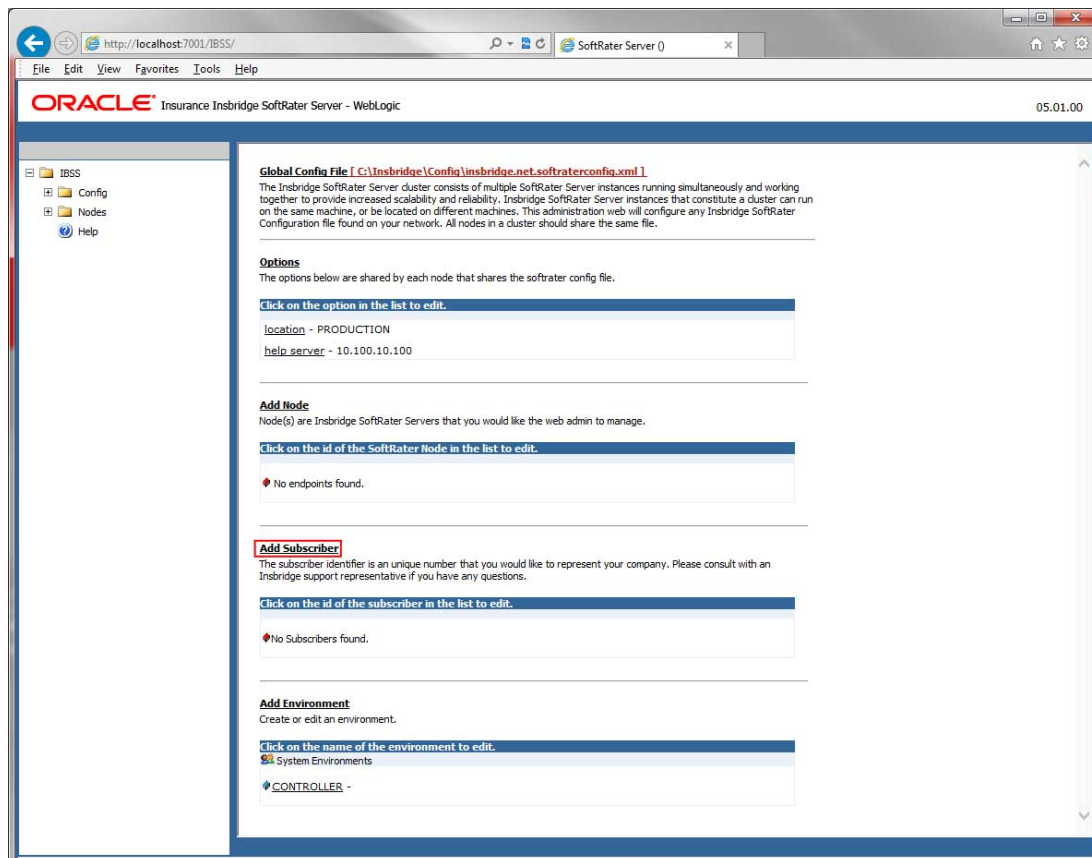 http://localhost:7001/IBSS/
SoftRater Server ()
File Edit View Favorites Tools Help
ORACLE® Insurance Insbridge SoftRater Server - WebLogic
05.01.00
IBSS
Config
Nodes
Help
Global Config File [ C:\Insbridge\Config\insbridge.net.softraterconfig.xml ]
The Insbridge SoftRater Server cluster consists of multiple SoftRater Server instances running simultaneously and working
together to provide increased scalability and reliability. Insbridge SoftRater Server instances that constitute a cluster can run
on the same machine, or be located on different machines. This administration web will configure any Insbridge SoftRater
Configuration file found on your network. All nodes in a cluster should share the same file.
Options
The options below are shared by each node that shares the softrater config file.
Click on the option in the list to edit.
location - PRODUCTION
help server - 10.100.10.100
Add Node
Node(s) are Insbridge SoftRater Servers that you would like the web admin to manage.
Click on the id of the SoftRater Node in the list to edit.
No endpoints found.
Add Subscriber
The subscriber identifier is an unique number that you would like to represent your company. Please consult with an
Insbridge support representative if you have any questions.
Click on the id of the subscriber in the list to edit.
No Subscribers found.
Add Environment
Create or edit an environment.
Click on the name of the environment to edit.
System Environments
CONTROLLER -